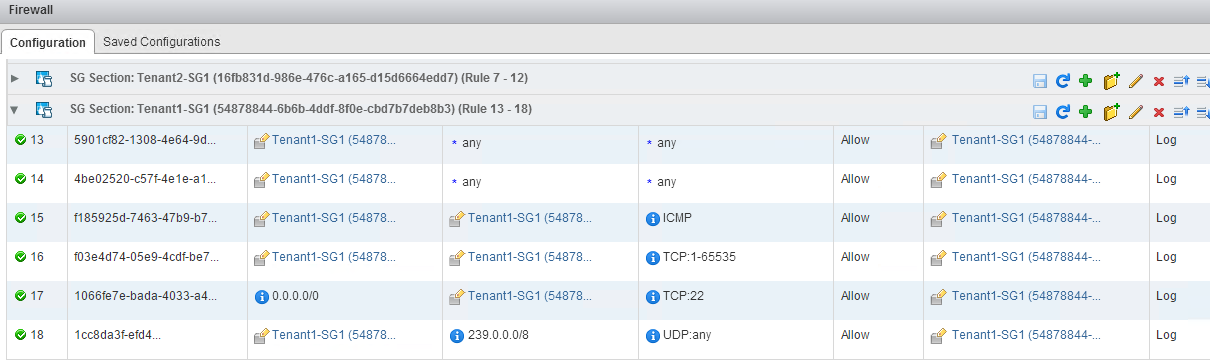 Firewall
Configuration Saved Configurations
SG Section: Tenant2-SG1 (16fb831d-986e-476c-a165-d15d6664edd7) (Rule 7 - 12)
SG Section: Tenant1-SG1 (54878844-6b6b-4ddf-8f0e-cbd7b7deb8b3) (Rule 13 - 18)
13 5901cf82-1308-4e64-9d... Tenant1-SG1 (54878... * any * any Allow Tenant1-SG1 (54878844-... Log
14 4be02520-c57f-4e1e-a1... Tenant1-SG1 (54878... * any * any Allow Tenant1-SG1 (54878844-... Log
15 f185925d-7463-47b9-b7... Tenant1-SG1 (54878... Tenant1-SG1 (54878... ICMP Allow Tenant1-SG1 (54878844-... Log
16 f03e4d74-05e9-4cdf-be7... Tenant1-SG1 (54878... Tenant1-SG1 (54878... TCP:1-65535 Allow Tenant1-SG1 (54878844-... Log
17 1066fe7e-bada-4033-a4... 0.0.0.0/0 Tenant1-SG1 (54878... TCP:22 Allow Tenant1-SG1 (54878844-... Log
18 1cc8da3f-efd4... Tenant1-SG1 (54878... 239.0.0.0/8 UDP:any Allow Tenant1-SG1 (54878844-... Log